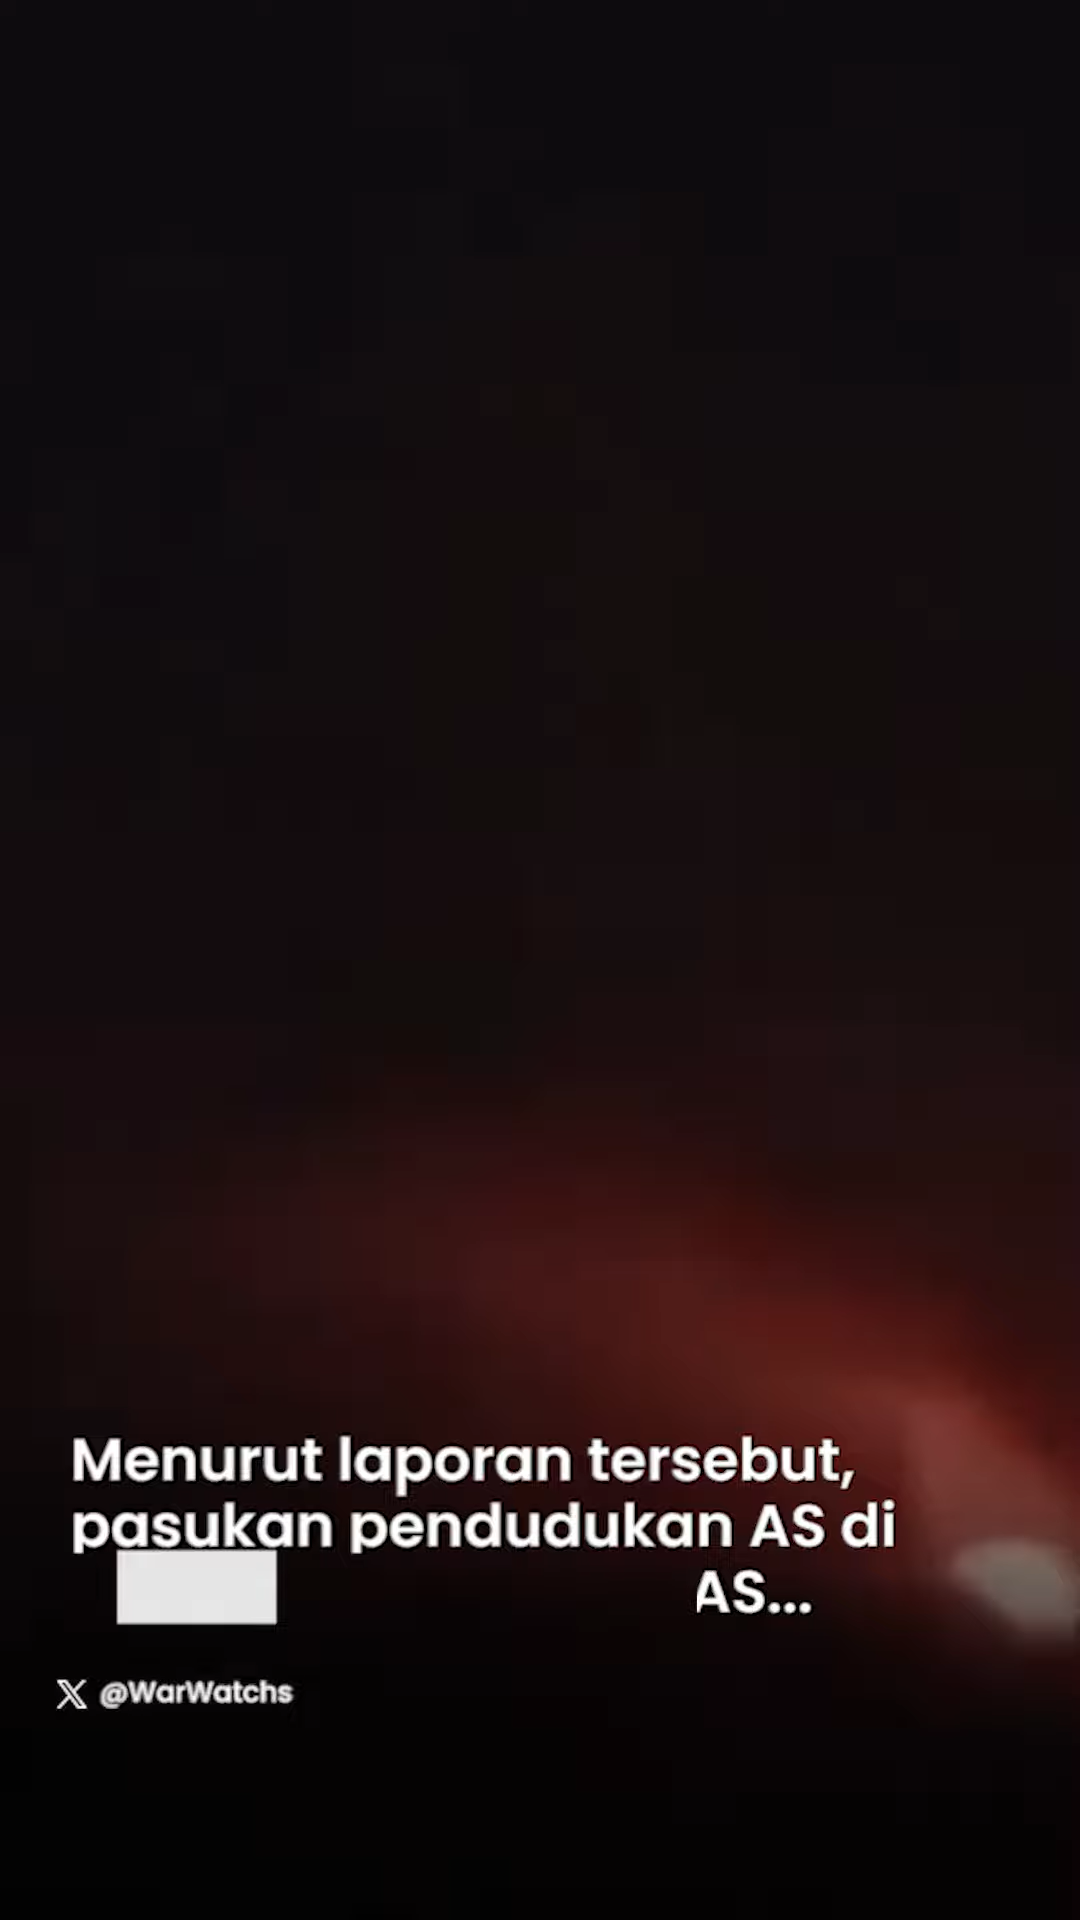 Menurut laporan tersebut,
pasukan pendudukan AS di
AS...
X @WarWatchs